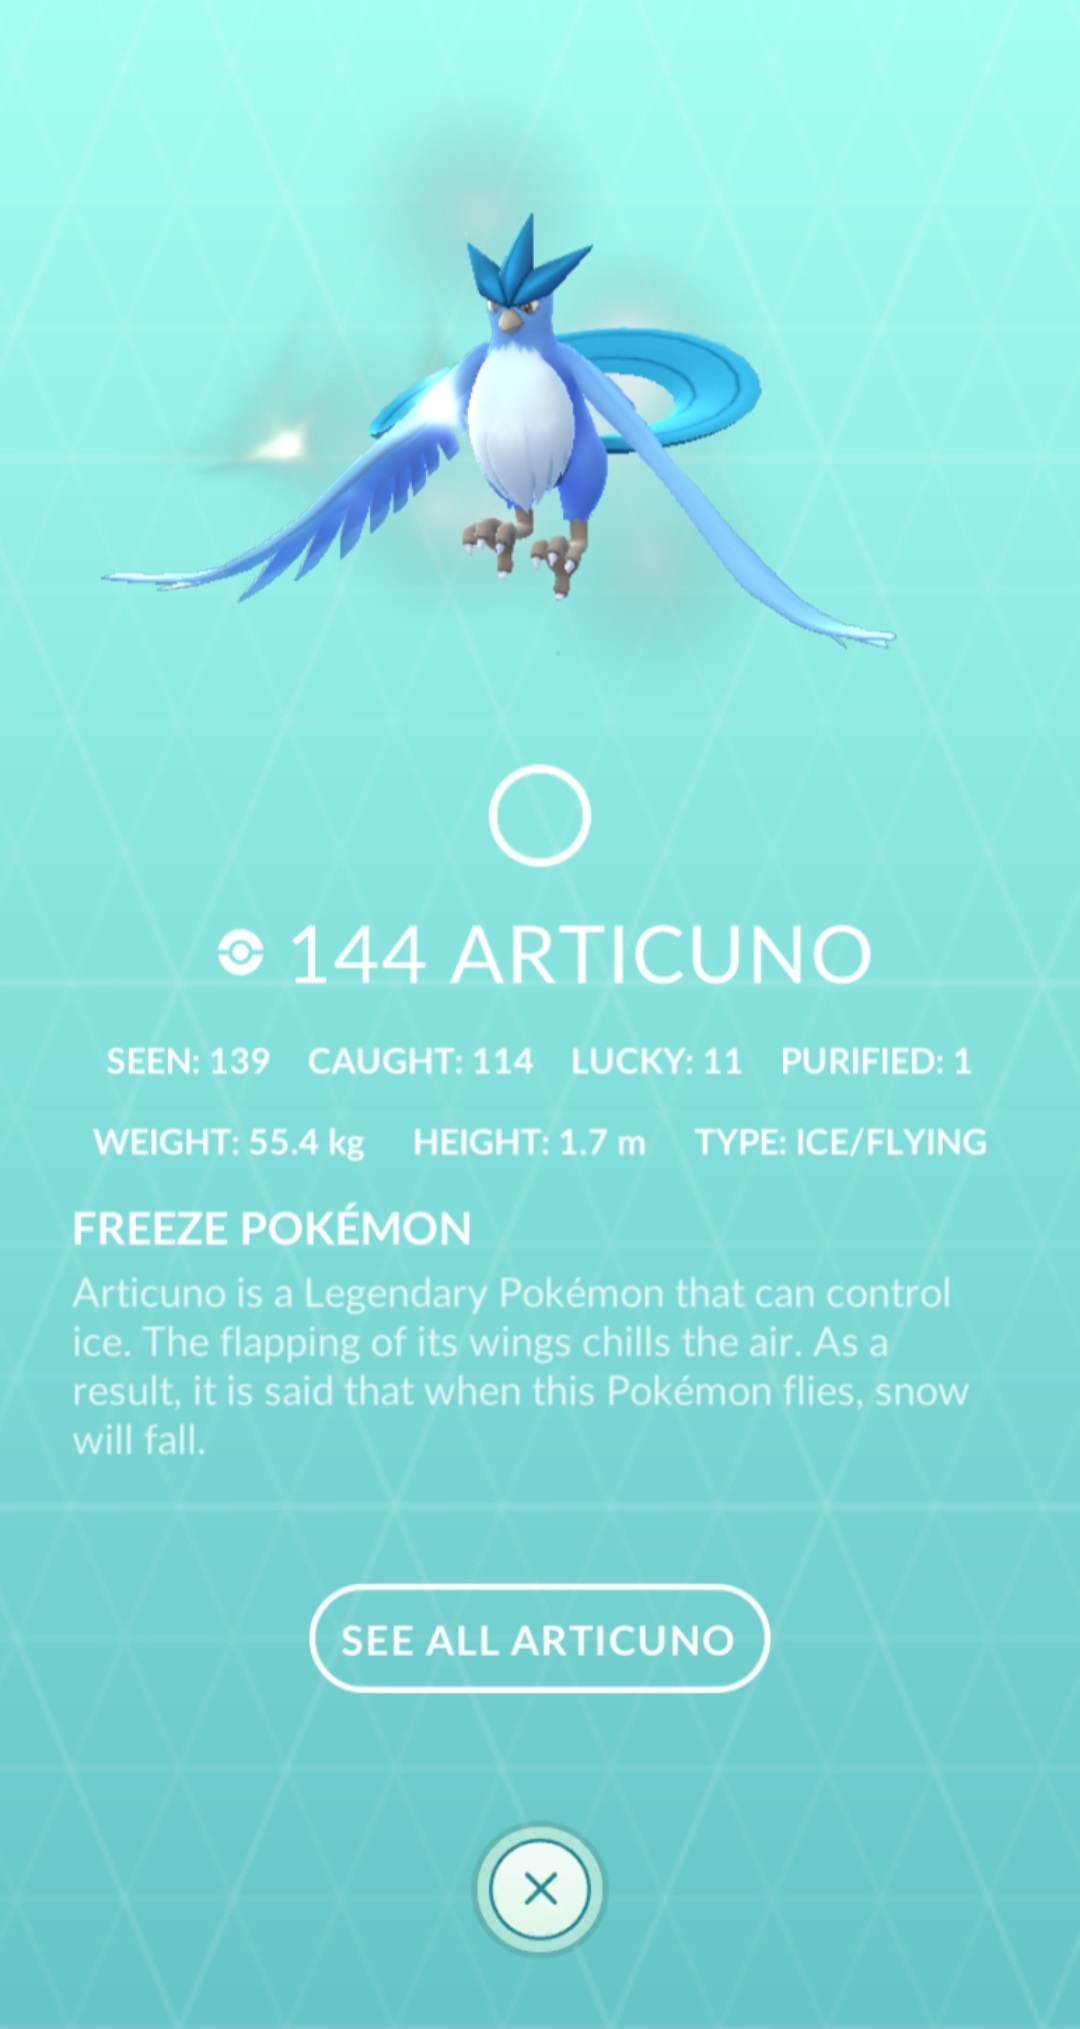 144 ARTICUNO
SEEN: 139 CAUGHT: 114 LUCKY: 11 PURIFIED: 1
WEIGHT: 55.4 kg HEIGHT: 1.7 m TYPE: ICE/FLYING
FREEZE POKÉMON
Articuno is a Legendary Pokémon that can control
ice. The flapping of its wings chills the air. As a
result, it is said that when this Pokémon flies, snow
will fall.
SEE ALL ARTICUNO